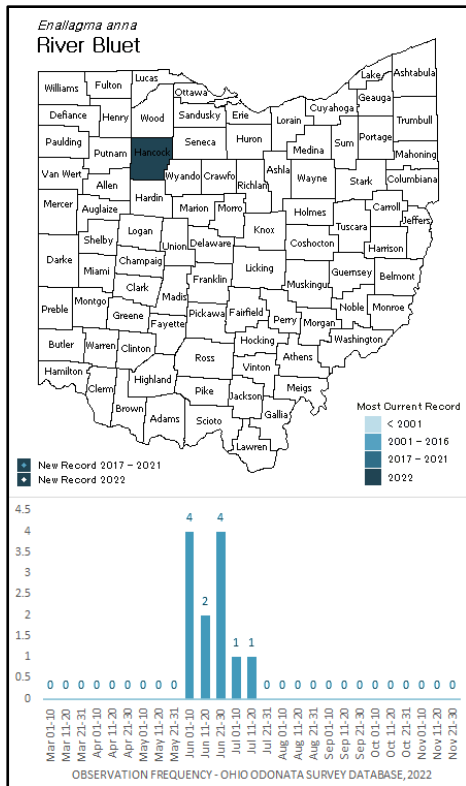 Enallagma anna
River Bluet
Lucas
Williams Fulton Ottawa Lake Ashtabula
Geauga
Defiance Henry Wood Sandusky Erie Lorain Cuyahoga Trumbull
Paulding Putnam Hancock Seneca Huron Medina Sum Portage Mahoning
Van Wert Allen Wyando Crawfo Richlan Ashla Wayne Stark Columbiana
Mercer Auglaize Hardin Marion Morro Holmes Carroll
Tuscara Jeffers
Shelby Logan Union Delaware Knox Coshocton Harrison
Darke Champaig Licking Guernsey Belmont
Miami Clark Madis Franklin Muskingu
Preble Montgo Greene Pickawa Fairfield Perry Morgan Noble Monroe
Fayette Washington
Butler Warren Clinton Ross Hocking Athens
Hamilton Vinton
Clerm Highland Pike Jackson Meigs
Brown Adams Scioto Gallia
Lawren
Most Current Record
< 2001
2001 - 2016
2017 - 2021
2022
New Record 2017 - 2021
New Record 2022
4.5
4
3.5
3
2.5
2
1.5
1
0.5
0
0 0 0 0 0 0 0 0 0 4 2 4 1 1 0 0 0 0 0 0 0 0 0 0 0 0 0
Mar 01-10
Mar 11-20
Mar 21-31
Apr 01-10
Apr 11-20
Apr 21-30
May 01-10
May 11-20
May 21-31
Jun 01-10
Jun 11-20
Jun 21-30
Jul 01-10
Jul 11-20
Jul 21-31
Aug 01-10
Aug 11-20
Aug 21-31
Sep 01-10
Sep 11-20
Sep 21-30
Oct 01-10
Oct 11-20
Oct 21-31
Nov 01-10
Nov 11-20
Nov 21-30
OBSERVATION FREQUENCY - OHIO ODONATA SURVEY DATABASE, 2022